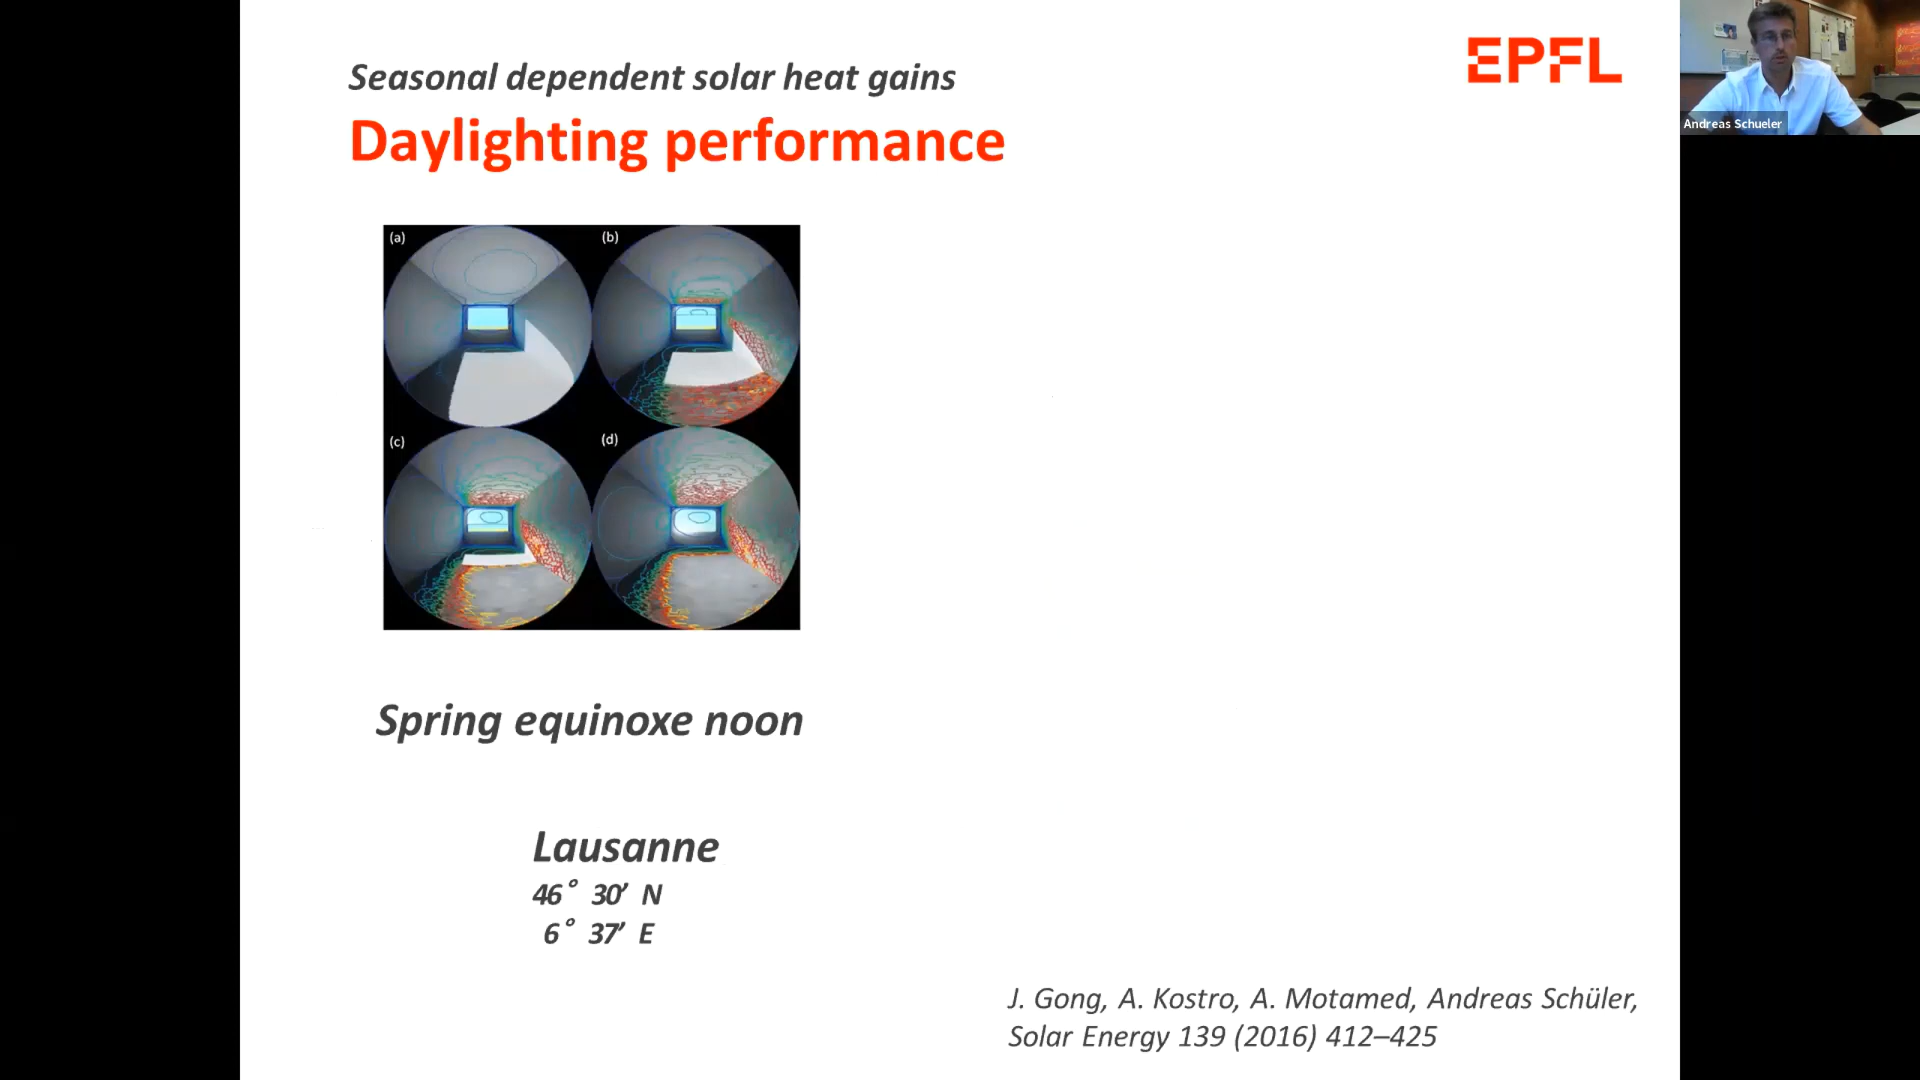 Seasonal dependent solar heat gains
Daylighting performance
EPFL
Andreas Schueler
(a)
(b)
(c)
(d)
Spring equinoxe noon
Lausanne
46° 30′ N
6° 37′ E
J. Gong, A. Kostro, A. Motamed, Andreas Schüler,
Solar Energy 139 (2016) 412–425